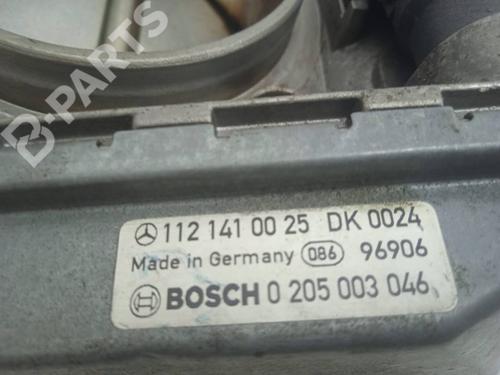 B-PARTS
112 141 00 25 DK 0024
Made in Germany 086 96906
BOSCH 0 205 003 046